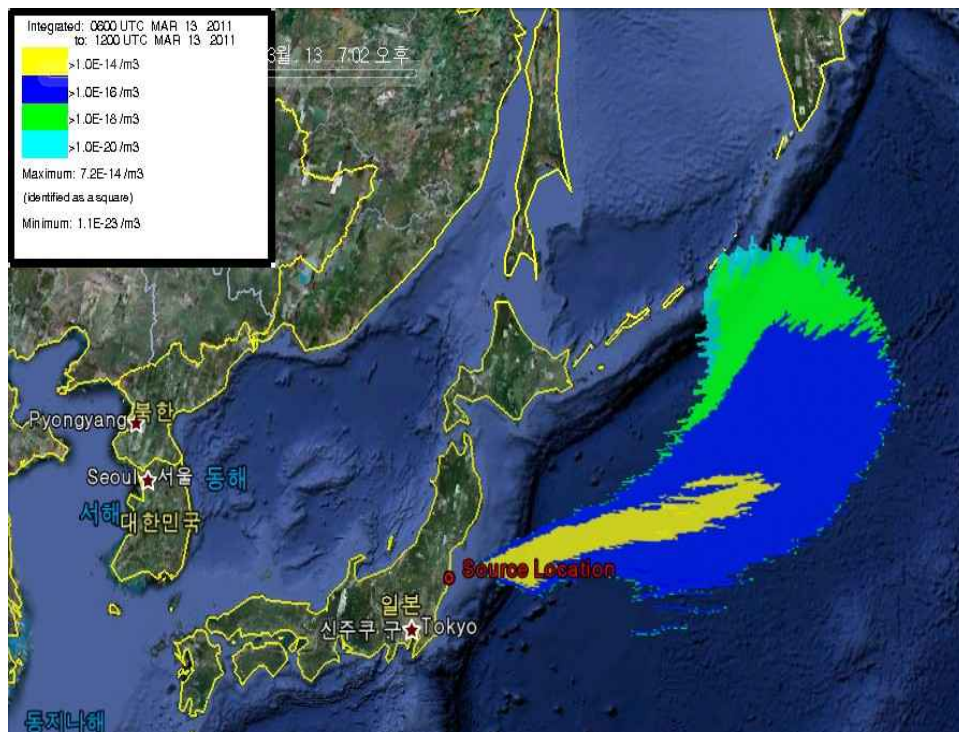 Integrated: 0600 UTC MAR 13 2011
to: 1200 UTC MAR 13 2011
>1.0E-14 /m3
>1.0E-16 /m3
>1.0E-18 /m3
>1.0E-20 /m3
Maximum: 7.2E-14 /m3
(identified as a square)
Minimum: 1.1E-23 /m3
3월, 13 7:02 오후
Pyongyang 북한
Seoul 서울 동해
서해
대한민국
Source Location
일본
신주쿠 구 Tokyo
동지나해